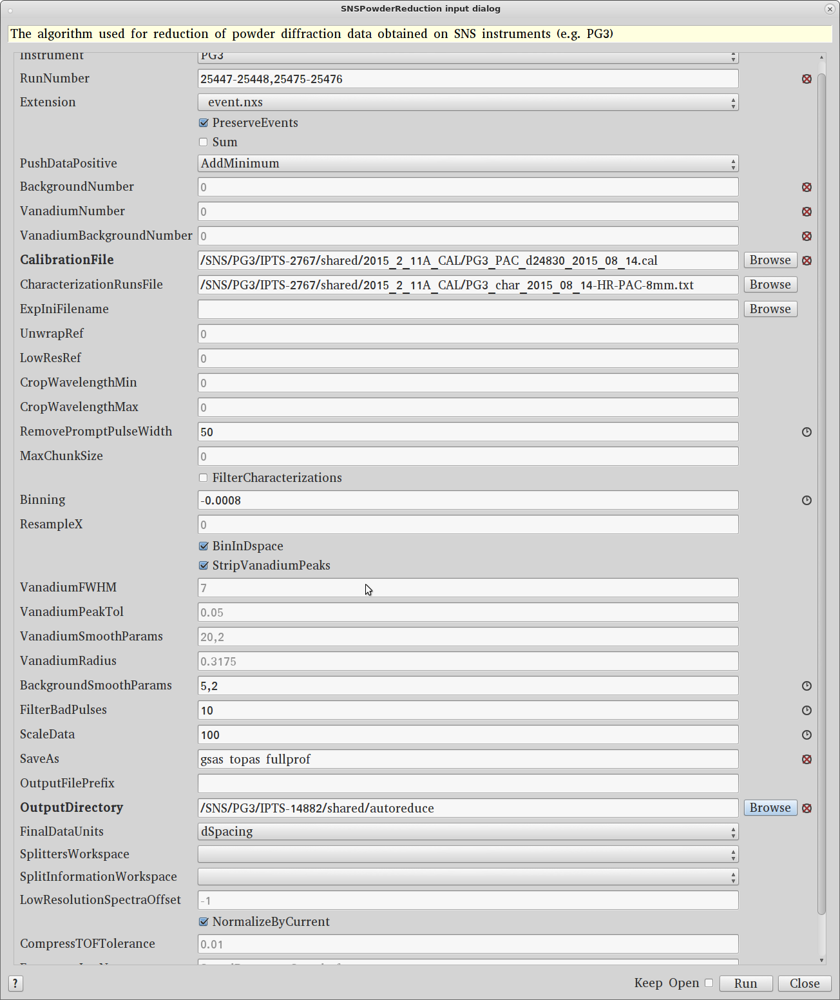 SNSPowderReduction input dialog
The algorithm used for reduction of powder diffraction data obtained on SNS instruments (e.g. PG3)
Instrument PG3
RunNumber 25447-25448,25475-25476
Extension _event.nxs
PreserveEvents
Sum
PushDataPositive AddMinimum
BackgroundNumber 0
VanadiumNumber 0
VanadiumBackgroundNumber 0
CalibrationFile /SNS/PG3/IPTS-2767/shared/2015_2_11A_CAL/PG3_PAC_d24830_2015_08_14.cal Browse
CharacterizationRunsFile /SNS/PG3/IPTS-2767/shared/2015_2_11A_CAL/PG3_char_2015_08_14-HR-PAC-8mm.txt Browse
ExpIniFilename Browse
UnwrapRef 0
LowResRef 0
CropWavelengthMin 0
CropWavelengthMax 0
RemovePromptPulseWidth 50
MaxChunkSize 0
FilterCharacterizations
Binning -0.0008
ResampleX 0
BinInDspace
StripVanadiumPeaks
VanadiumFWHM 7
VanadiumPeakTol 0.05
VanadiumSmoothParams 20,2
VanadiumRadius 0.3175
BackgroundSmoothParams 5,2
FilterBadPulses 10
ScaleData 100
SaveAs gsas topas fullprof
OutputFilePrefix
OutputDirectory /SNS/PG3/IPTS-14882/shared/autoreduce Browse
FinalDataUnits dSpacing
SplittersWorkspace
SplitInformationWorkspace
LowResolutionSpectraOffset -1
NormalizeByCurrent
CompressTOFTolerance 0.01
? Keep Open Run Close